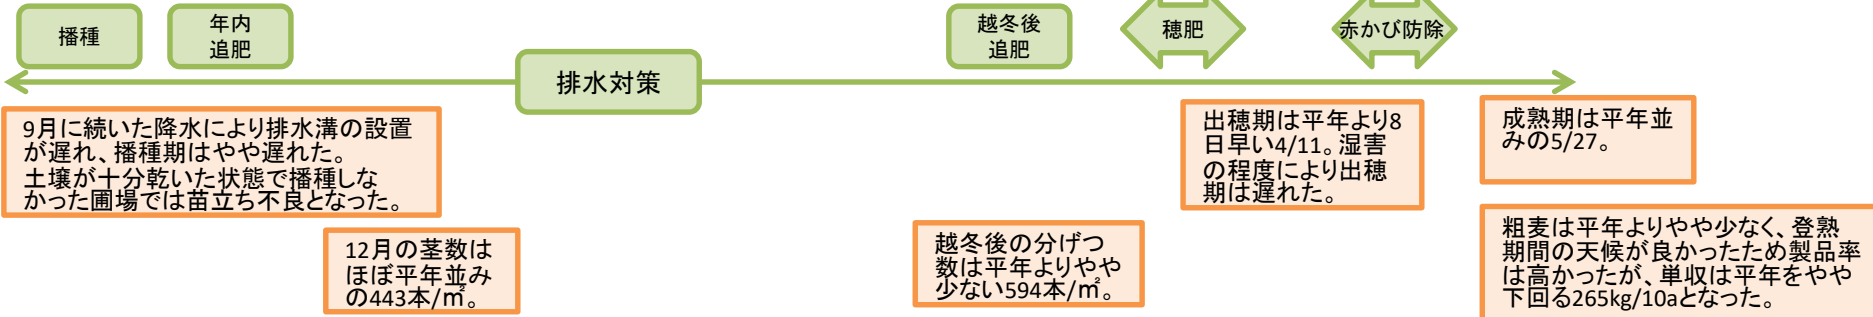 播種
年内
追肥
排水対策
越冬後
追肥
穂肥
赤かび防除
9月に続いた降水により排水溝の設置
が遅れ、播種期はやや遅れた。
土壌が十分乾いた状態で播種しな
かった圃場では苗立ち不良となった。
12月の茎数は
ほぼ平年並み
の443本/㎡。
越冬後の分げつ
数は平年よりやや
少ない594本/㎡。
出穂期は平年より8
日早い4/11。湿害
の程度により出穂
期は遅れた。
成熟期は平年並
みの5/27。
粗麦は平年よりやや少なく、登熟
期間の天候が良かったため製品率
は高かったが、単収は平年をやや
下回る265kg/10aとなった。